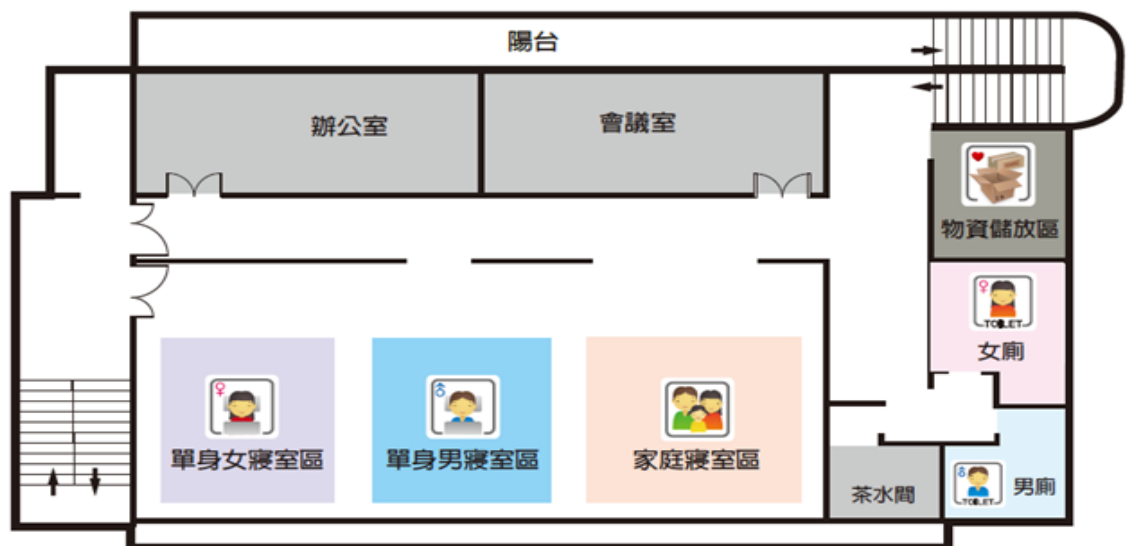 陽台
辦公室
會議室
物資儲放區
TOILET
女廁
單身女寢室區
單身男寢室區
家庭寢室區
茶水間
TOILET
男廁